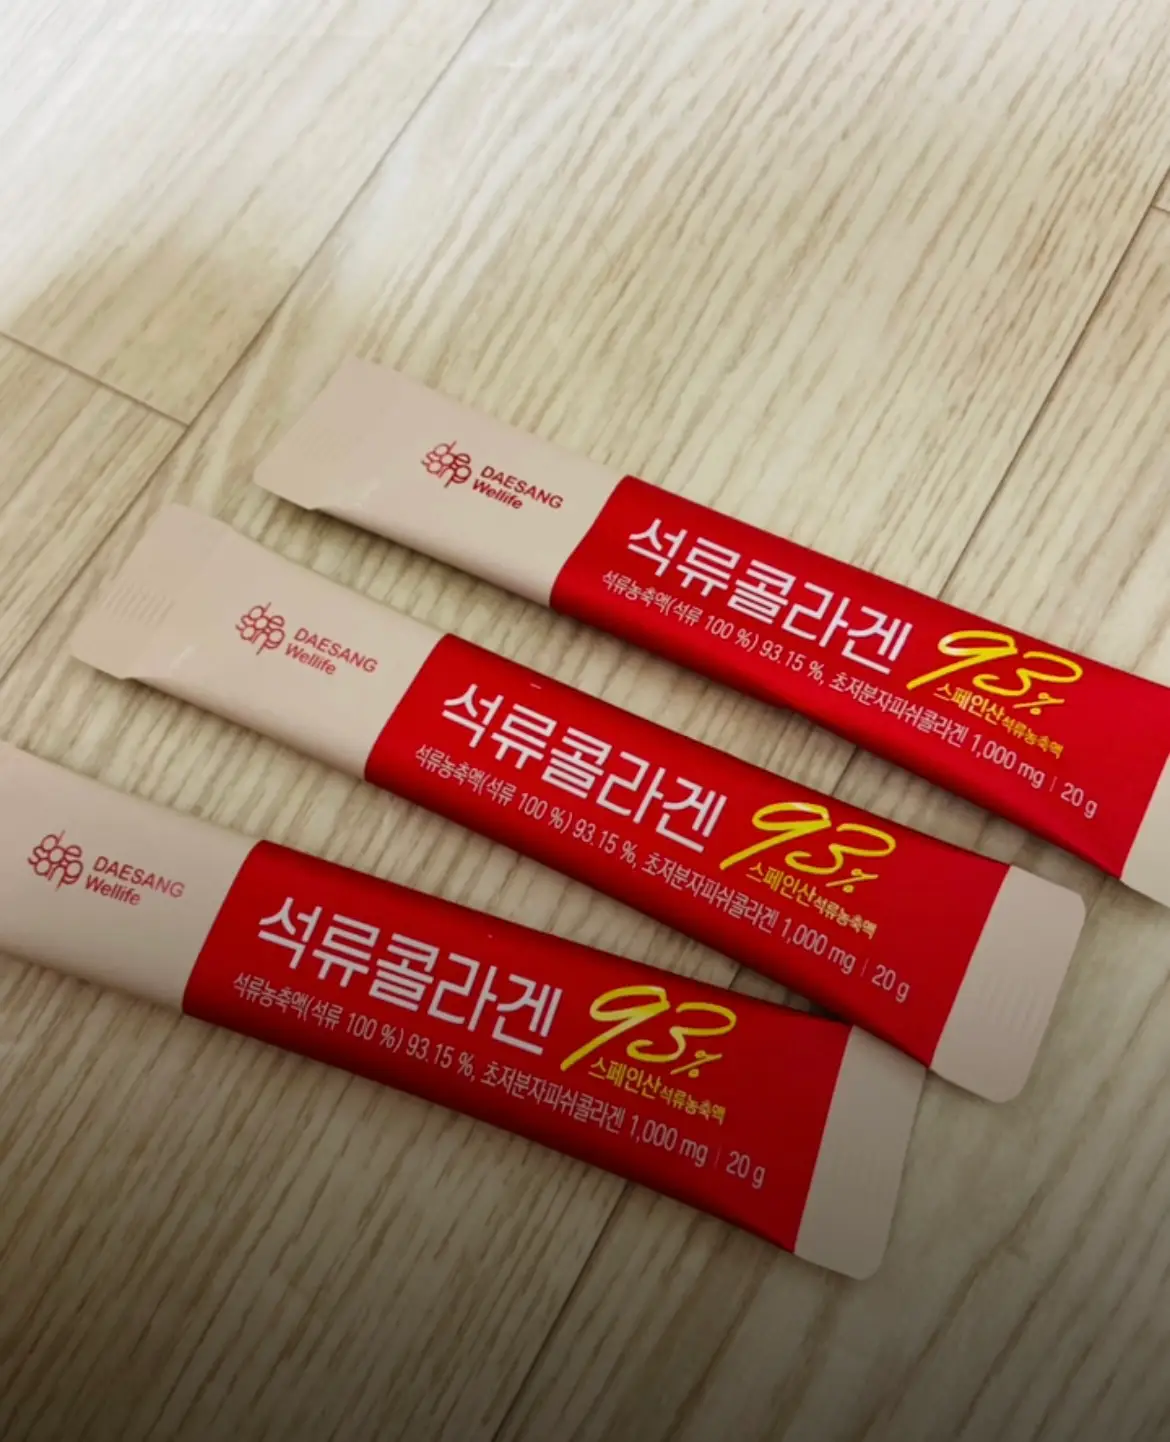 daesang
DAESANG
Wellife
석류콜라겐
93%
스페인산석류농축액
석류농축액(석류 100 %) 93.15 %, 초저분자피쉬콜라겐 1,000 mg | 20 g
daesang
DAESANG
Wellife
석류콜라겐
93%
스페인산석류농축액
석류농축액(석류 100 %) 93.15 %, 초저분자피쉬콜라겐 1,000 mg | 20 g
daesang
DAESANG
Wellife
석류콜라겐
93%
스페인산석류농축액
석류농축액(석류 100 %) 93.15 %, 초저분자피쉬콜라겐 1,000 mg | 20 g